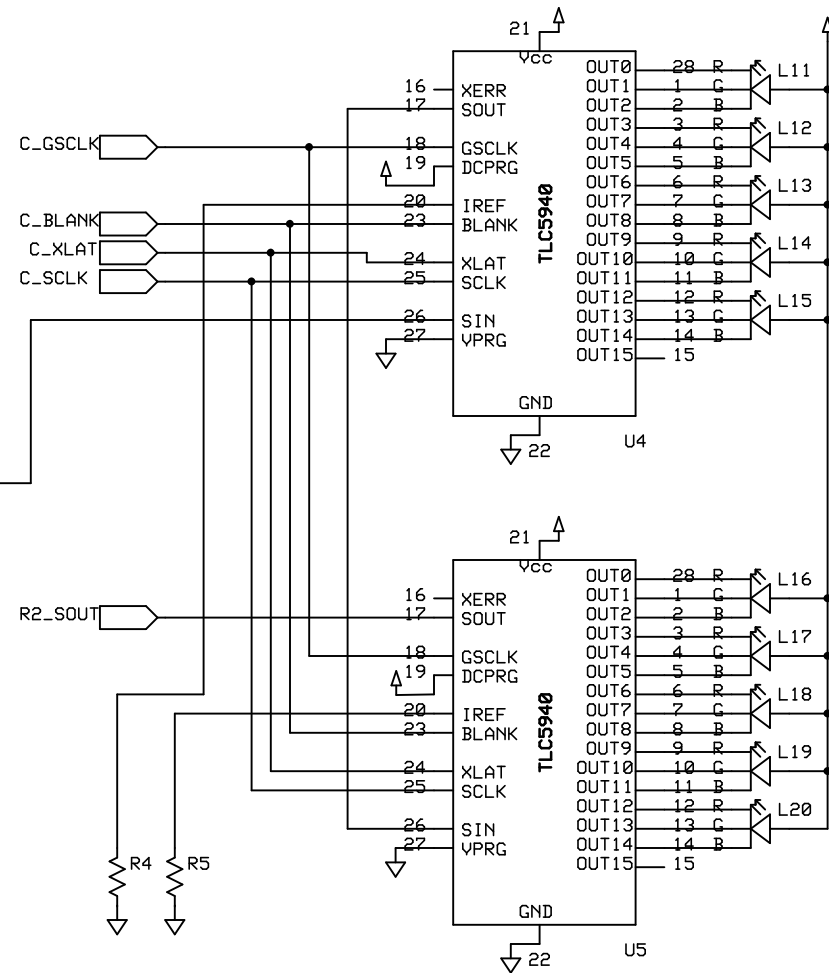 21
Vcc
16 XERR
17 SOUT
C_GSCLK 18 GSCLK
19 DCPRG
20 IREF
C_BLANK 23 BLANK
C_XLAT 24 XLAT
C_SCLK 25 SCLK
26 SIN
27 VPRG
TLC5940
OUT0 28 R L11
OUT1 1 G
OUT2 2 B
OUT3 3 R L12
OUT4 4 G
OUT5 5 B
OUT6 6 R L13
OUT7 7 G
OUT8 8 B
OUT9 9 R L14
OUT10 10 G
OUT11 11 B
OUT12 12 R L15
OUT13 13 G
OUT14 14 B
OUT15 15
GND
22
U4
21
Vcc
16 XERR
R2_SOUT 17 SOUT
18 GSCLK
19 DCPRG
20 IREF
23 BLANK
24 XLAT
25 SCLK
26 SIN
27 VPRG
TLC5940
OUT0 28 R L16
OUT1 1 G
OUT2 2 B
OUT3 3 R L17
OUT4 4 G
OUT5 5 B
OUT6 6 R L18
OUT7 7 G
OUT8 8 B
OUT9 9 R L19
OUT10 10 G
OUT11 11 B
OUT12 12 R L20
OUT13 13 G
OUT14 14 B
OUT15 15
R4 R5
GND
22
U5